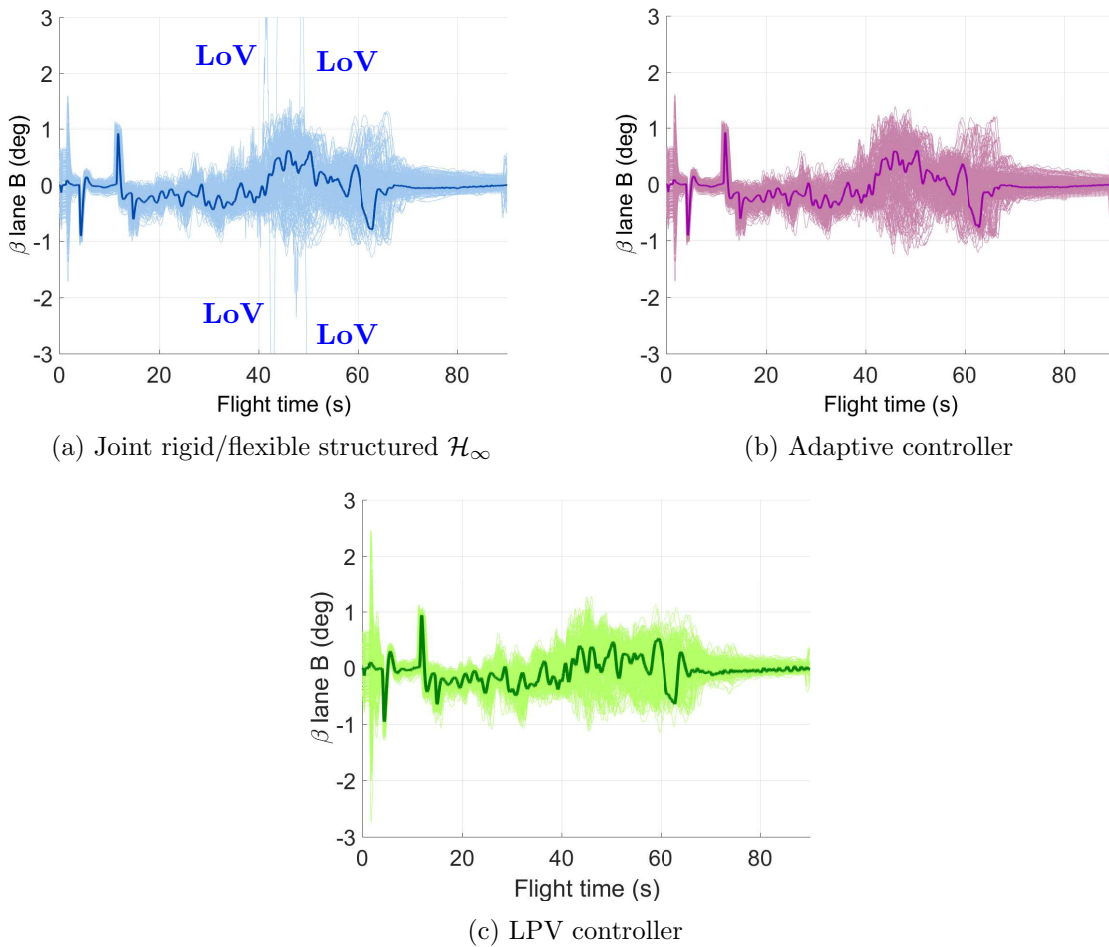 3
2
1
0
-1
-2
-3
β lane B (deg)
LoV
LoV
LoV
LoV
0
20
40
60
80
Flight time (s)
(a) Joint rigid/flexible structured ℋ∞
3
2
1
0
-1
-2
-3
β lane B (deg)
0
20
40
60
80
Flight time (s)
(b) Adaptive controller
3
2
1
0
-1
-2
-3
β lane B (deg)
0
20
40
60
80
Flight time (s)
(c) LPV controller